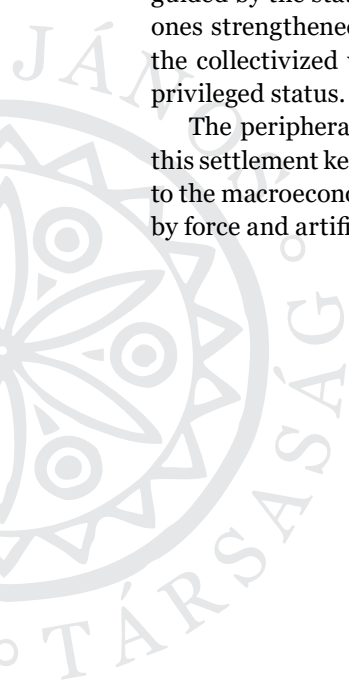 guided by the sta
ones strengthened
the collectivized
privileged status.
The periphera
this settlement ke
to the macroecono
by force and artifi
JÁNOS
TÁRSASÁG